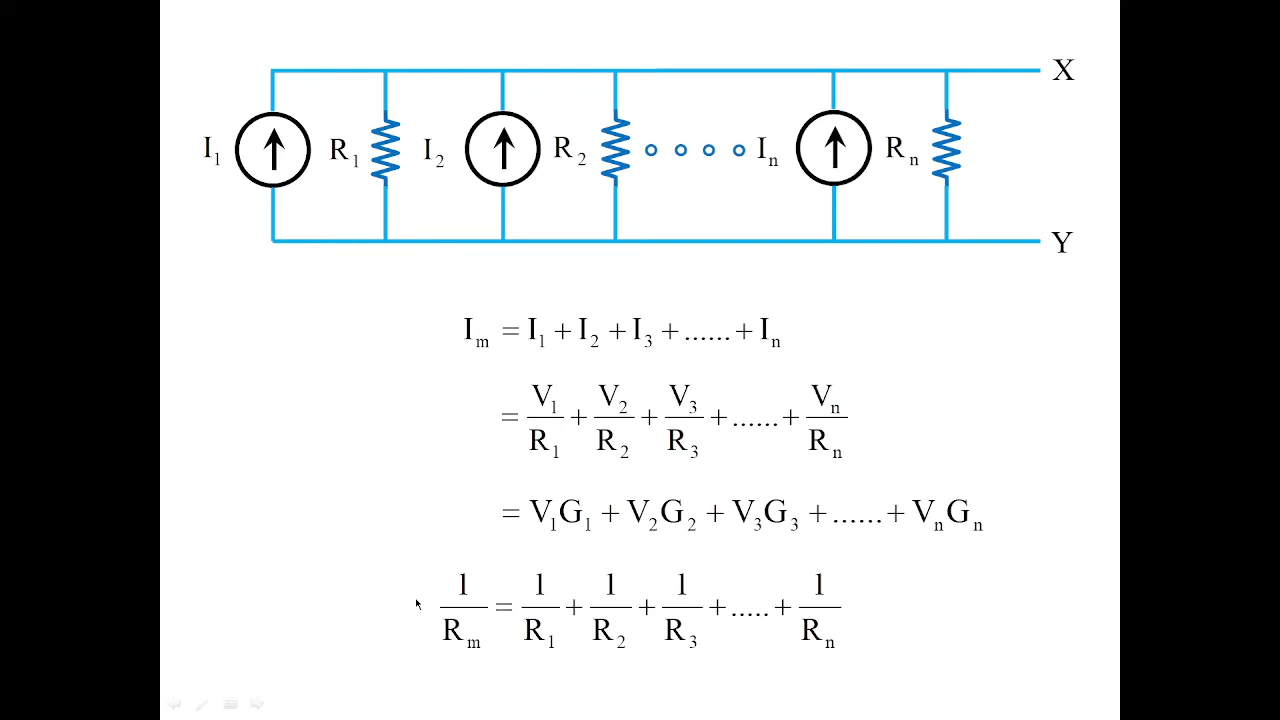 X
I₁ R₁ I₂ R₂ Iₙ Rₙ
Y
Iₘ = I₁ + I₂ + I₃ + ...... + Iₙ
= V₁/R₁ + V₂/R₂ + V₃/R₃ + ...... + Vₙ/Rₙ
= V₁G₁ + V₂G₂ + V₃G₃ + ...... + VₙGₙ
1/Rₘ = 1/R₁ + 1/R₂ + 1/R₃ + ..... + 1/Rₙ